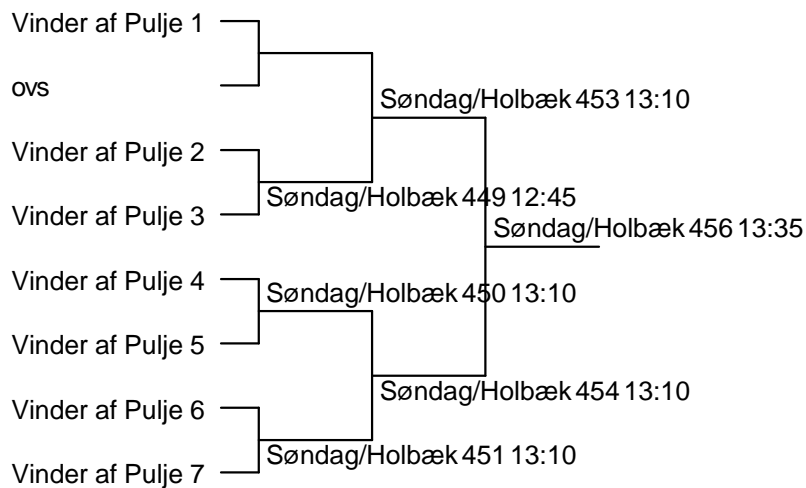 Vinder af Pulje 1
ovs
Søndag/Holbæk 453 13:10
Vinder af Pulje 2
Søndag/Holbæk 449 12:45
Vinder af Pulje 3
Søndag/Holbæk 456 13:35
Vinder af Pulje 4
Søndag/Holbæk 450 13:10
Vinder af Pulje 5
Søndag/Holbæk 454 13:10
Vinder af Pulje 6
Søndag/Holbæk 451 13:10
Vinder af Pulje 7